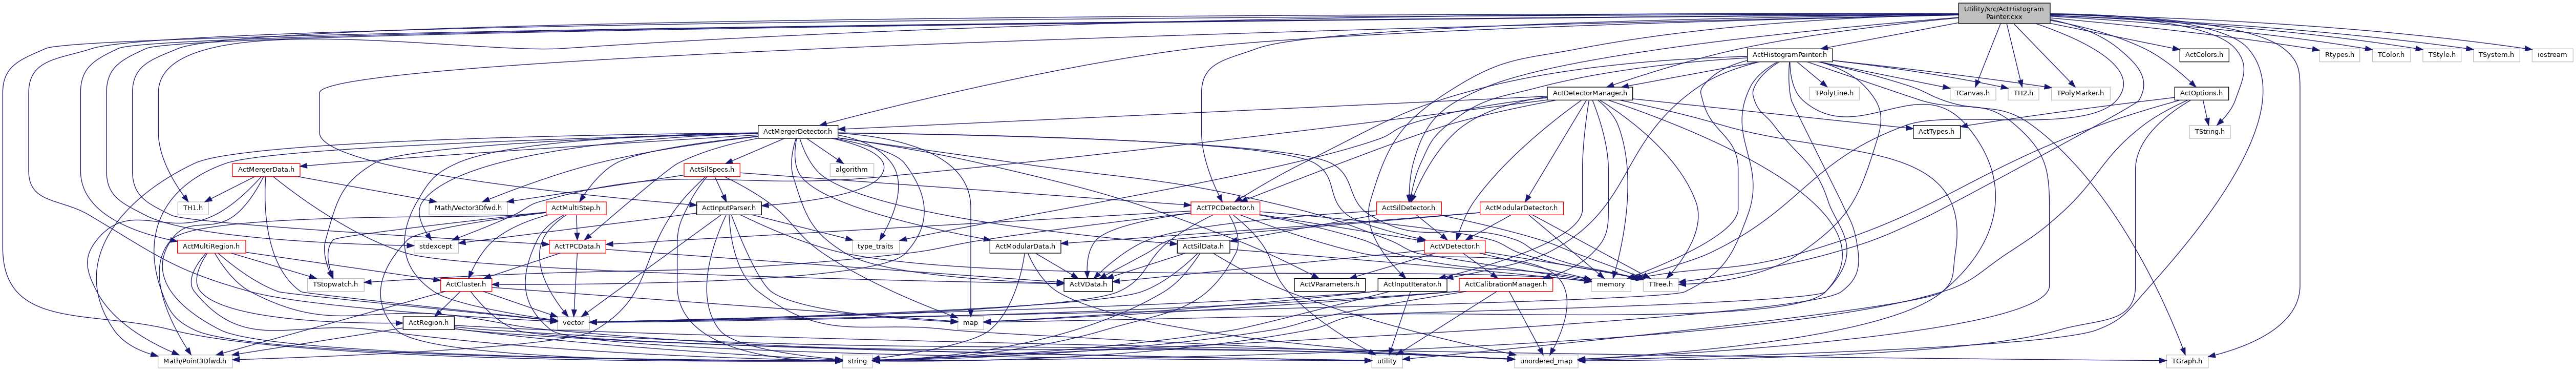 Utility/src/ActHistogram
Painter.cxx
ActHistogramPainter.h
ActColors.h
Rtypes.h
TColor.h
TStyle.h
TSystem.h
iostream
ActDetectorManager.h
TPolyLine.h
TCanvas.h
TH2.h
TPolyMarker.h
ActOptions.h
ActMergerDetector.h
ActTypes.h
TString.h
ActMergerData.h
ActSilSpecs.h
algorithm
TH1.h
Math/Vector3Dfwd.h
ActMultiStep.h
ActInputParser.h
ActTPCDetector.h
ActSilDetector.h
ActModularDetector.h
ActMultiRegion.h
stdexcept
ActTPCData.h
type_traits
ActModularData.h
ActSilData.h
ActVDetector.h
TStopwatch.h
ActCluster.h
ActVData.h
ActVParameters.h
ActInputIterator.h
ActCalibrationManager.h
memory
TTree.h
ActRegion.h
vector
map
Math/Point3Dfwd.h
string
utility
unordered_map
TGraph.h